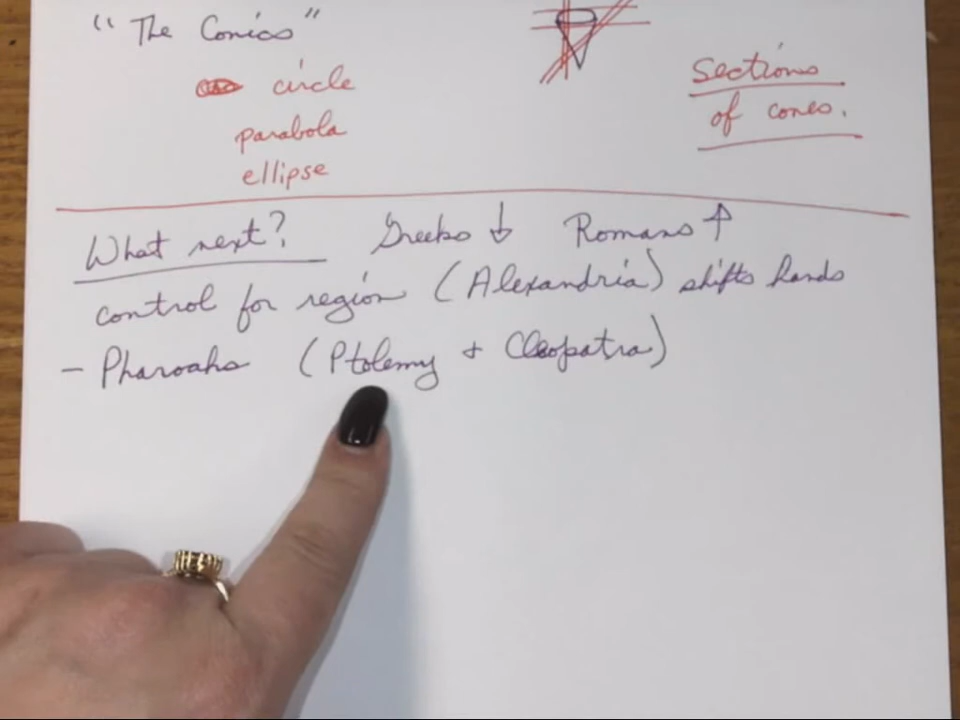 "The Conics"
circle
parabola
ellipse
Sections
of cones.
What next? Greeks ↓ Romans ↑
control for region (Alexandria) shifts hands
- Pharoahs (Ptolemy + Cleopatra)